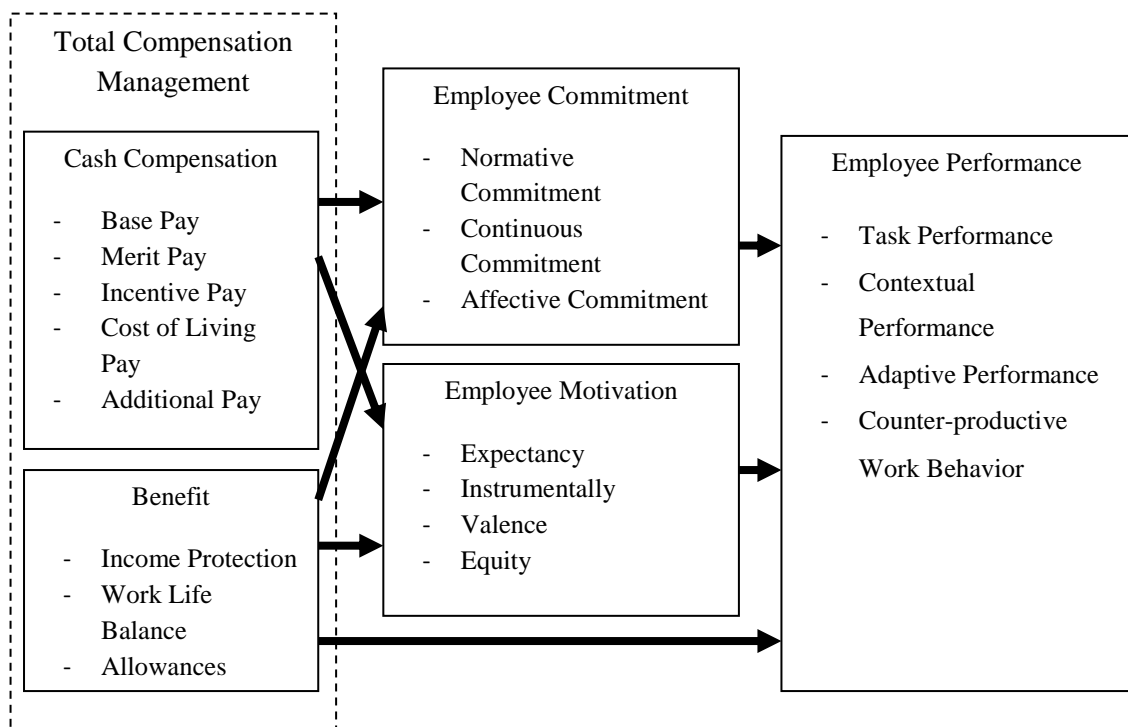 Total Compensation
Management
Cash Compensation
- Base Pay
- Merit Pay
- Incentive Pay
- Cost of Living
Pay
- Additional Pay
Benefit
- Income Protection
- Work Life
Balance
- Allowances
Employee Commitment
- Normative
Commitment
- Continuous
Commitment
- Affective Commitment
Employee Motivation
- Expectancy
- Instrumentally
- Valence
- Equity
Employee Performance
- Task Performance
- Contextual
Performance
- Adaptive Performance
- Counter-productive
Work Behavior